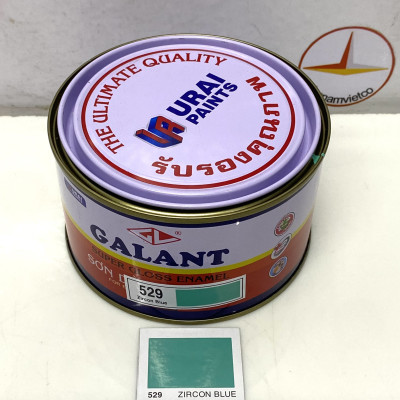 THE ULTIMATE QUALITY
URAI
PAINTS
รับรองคุณภาพ
namvietco
GALANT
SUPER GLOSS ENAMEL
SƠN
529
Zircon Blue
529 ZIRCON BLUE